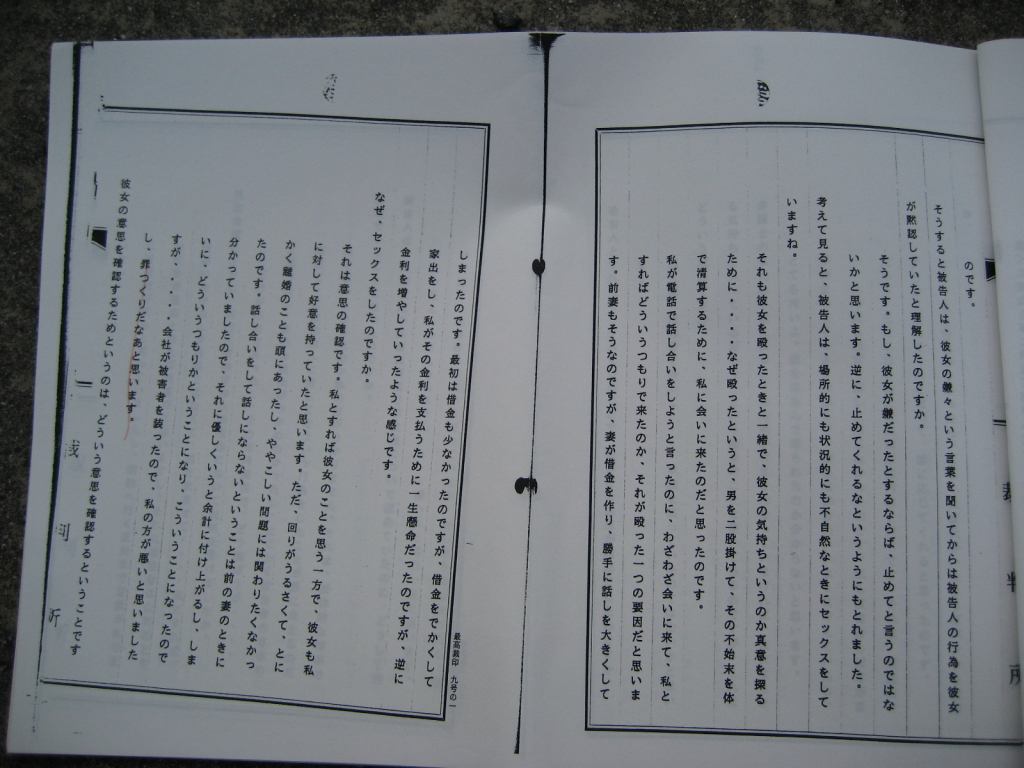 のです。
そうすると被告人は、彼女の嫌々という言葉を聞いてからは被告人の行為を彼女
が黙認していたと理解したのですか。
そうです。もし、彼女が嫌だったとするならば、止めてと言うのではな
いかと思います。逆に、止めてくれるなというようにもとれました。
考えて見ると、被告人は、場所的にも状況的にも不自然なときにセックスをして
いますね。
それも彼女を殴ったときと一緒で、彼女の気持ちというのか真意を探る
ために・・・なぜ殴ったというと、男を二股掛けて、その不始末を体
で清算するために、私に会いに来たのだと思ったのです。
私が電話で話し合いをしようと言ったのに、わざわざ会いに来て、私と
すればどういうつもりで来たのか、それが殴った一つの要因だと思いま
す。前妻もそうなのですが、妻が借金を作り、勝手に話しを大きくして
裁判所
しまったのです。最初は借金も少なかったのですが、借金をでかくして
家出をし、私がその金利を支払うために一生懸命だったのですが、逆に
金利を増やしていったような感じです。
なぜ、セックスをしたのですか。
それは意思の確認です。私とすれば彼女のことを思う一方で、彼女も私
に対して好意を持っていたと思います。ただ、回りがうるさくて、とに
かく離婚のことも頭にあったし、ややこしい問題には関わりたくなかっ
たのです。話し合いをして話しにならないということは前の妻のときに
分かっていましたので、それに優しくいうと余計に付け上がるし、しま
いに、どういうつもりかということになり、こういうことになったので
すが、・・・会社が被害者を装ったので、私の方が悪いと思いました
し、罪つくりだなあと思います。
彼女の意思を確認するためというのは、どういう意思を確認するということです
最高裁印 九号の一